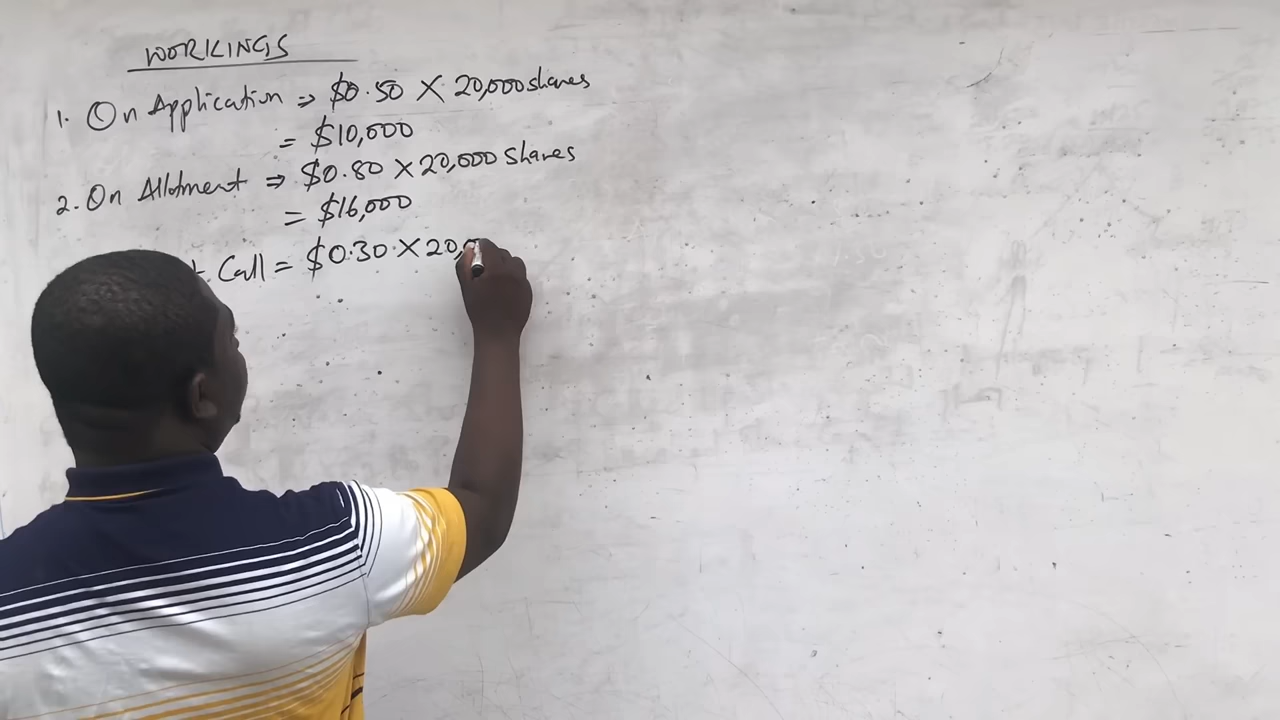 WORKINGS
1. On Application ⇒ $0.50 X 20,000 shares
= $10,000
2. On Allotment ⇒ $0.80 X 20,000 shares
= $16,000
Call = $0.30 X 20,